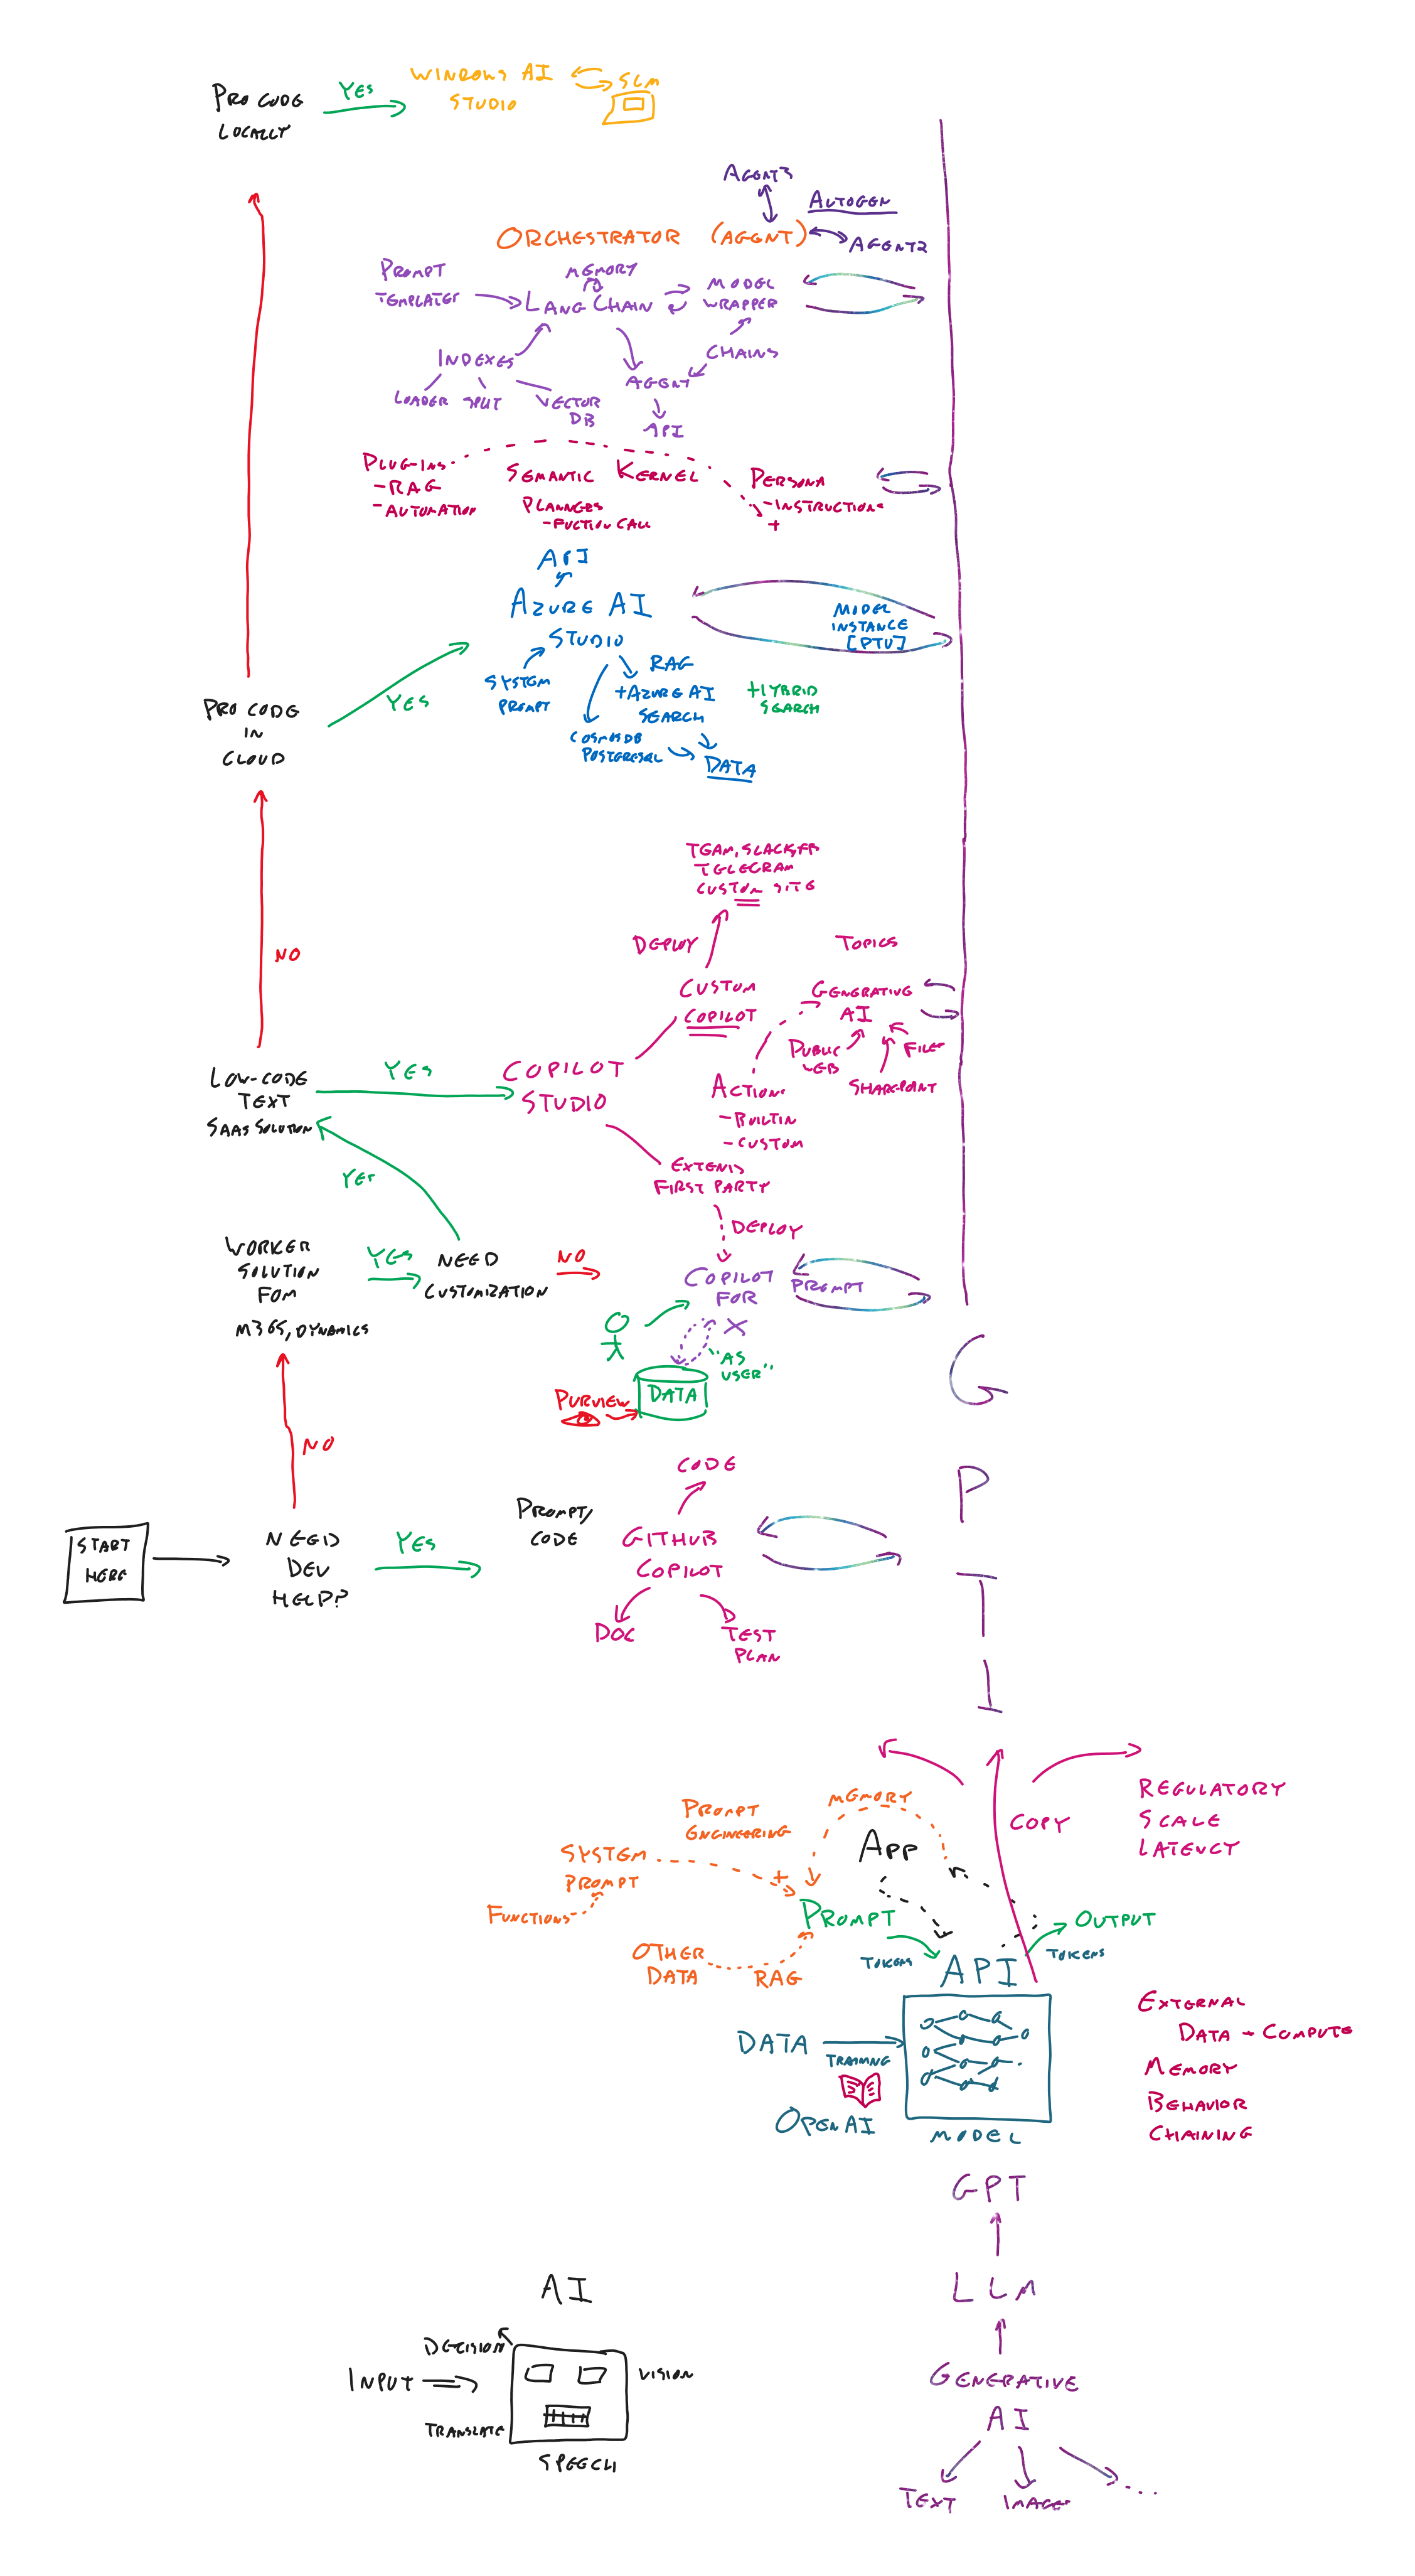 PRO CODE
LOCALLY
YES
WINDOWS AI
STUDIO
SLM
AGENT3
AUTOGEN
ORCHESTRATOR (AGENT)
AGENT2
PROMPT
TEMPLATES
MEMORY
LANG CHAIN
MODEL
WRAPPER
INDEXES
CHAINS
LOADER SPLIT VECTOR
DB
AGENT
API
PLUG-INS
-RAG
-AUTOMATION
SEMANTIC KERNEL
PLANNERS
-FUCTION CALL
PERSONA
-INSTRUCTIONS
+
API
AZURE AI
STUDIO
MODEL
INSTANCE
[PTU]
YES
SYSTEM
PROMPT
RAG
+AZURE AI
SEARCH
+HYBRID
SEARCH
COSMOSDB
POSTGRESQL
DATA
PRO CODE
IN
CLOUD
NO
TEAM, SLACK, FB
TELEGRAM
CUSTOM SITE
DEPLOY
CUSTOM
COPILOT
TOPICS
GENERATIVE
AI
PUBLIC
WEB
FILES
SHAREPOINT
LOW-CODE
TEXT
SAAS SOLUTION
YES
COPILOT
STUDIO
ACTIONS
-BUILTIN
-CUSTOM
EXTEND
FIRST PARTY
DEPLOY
YES
WORKER
SOLUTION
FOM
M365, DYNAMICS
YES
NEED
CUSTOMIZATION
NO
COPILOT
FOR
X
PROMPT
"AS
USER"
DATA
PURVIEW
NO
START
HERE
NEED
DEV
HELP?
YES
PROMPT/
CODE
CODE
GITHUB
COPILOT
DOC
TEST
PLAN
G
P
T
I
COPY
REGULATORY
SCALE
LATENCY
PROMPT
ENGINEERING
MEMORY
APP
SYSTEM
PROMPT
FUNCTIONS
+
PROMPT
TOKENS
OTHER
DATA
RAG
API
OUTPUT
TOKENS
DATA
TRAINING
OPENAI
MODEL
EXTERNAL
DATA + COMPUTE
MEMORY
BEHAVIOR
CHAINING
GPT
LLM
GENERATIVE
AI
TEXT
IMAGES
....
AI
DECISION
INPUT
VISION
TRANSLATE
SPEECH